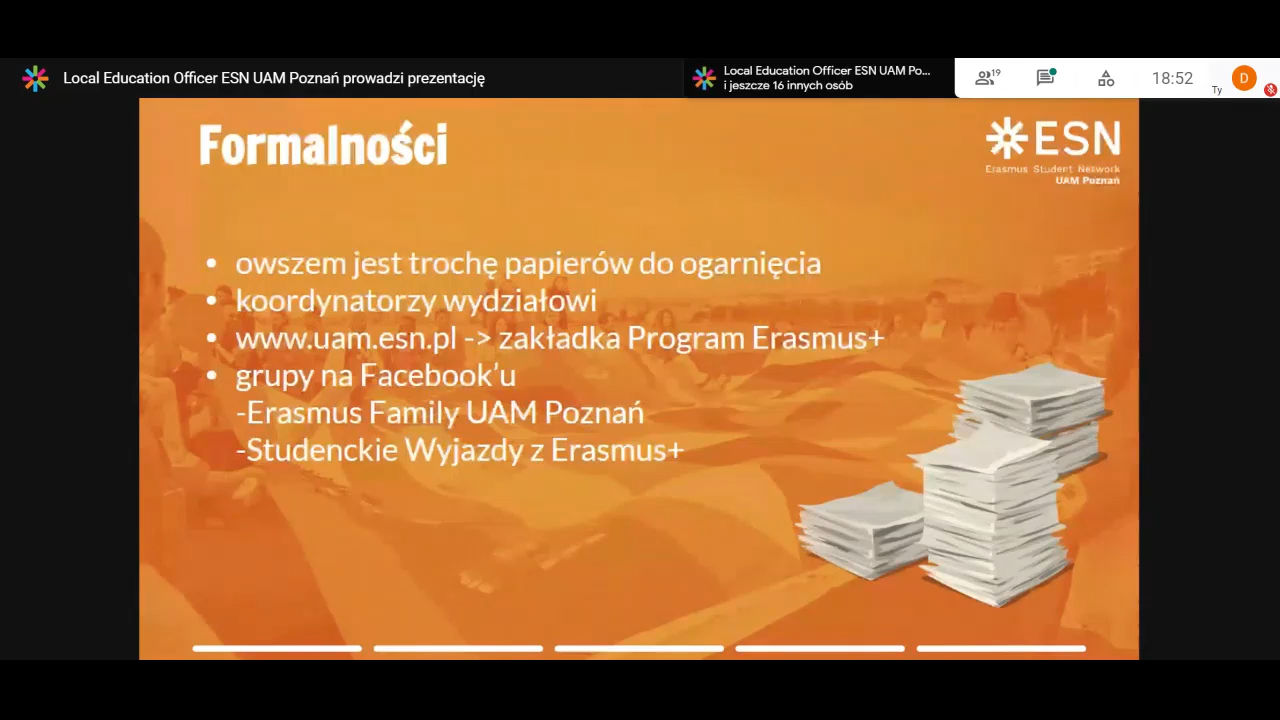 Local Education Officer ESN UAM Poznań prowadzi prezentację
Local Education Officer ESN UAM Po...
i jeszcze 16 innych osób
19
18:52
Ty
D
Formalności
ESN
Erasmus Student Network
UAM Poznań
• owszem jest trochę papierów do ogarnięcia
• koordynatorzy wydziałowi
• www.uam.esn.pl -> zakładka Program Erasmus+
• grupy na Facebook'u
-Erasmus Family UAM Poznań
-Studenckie Wyjazdy z Erasmus+